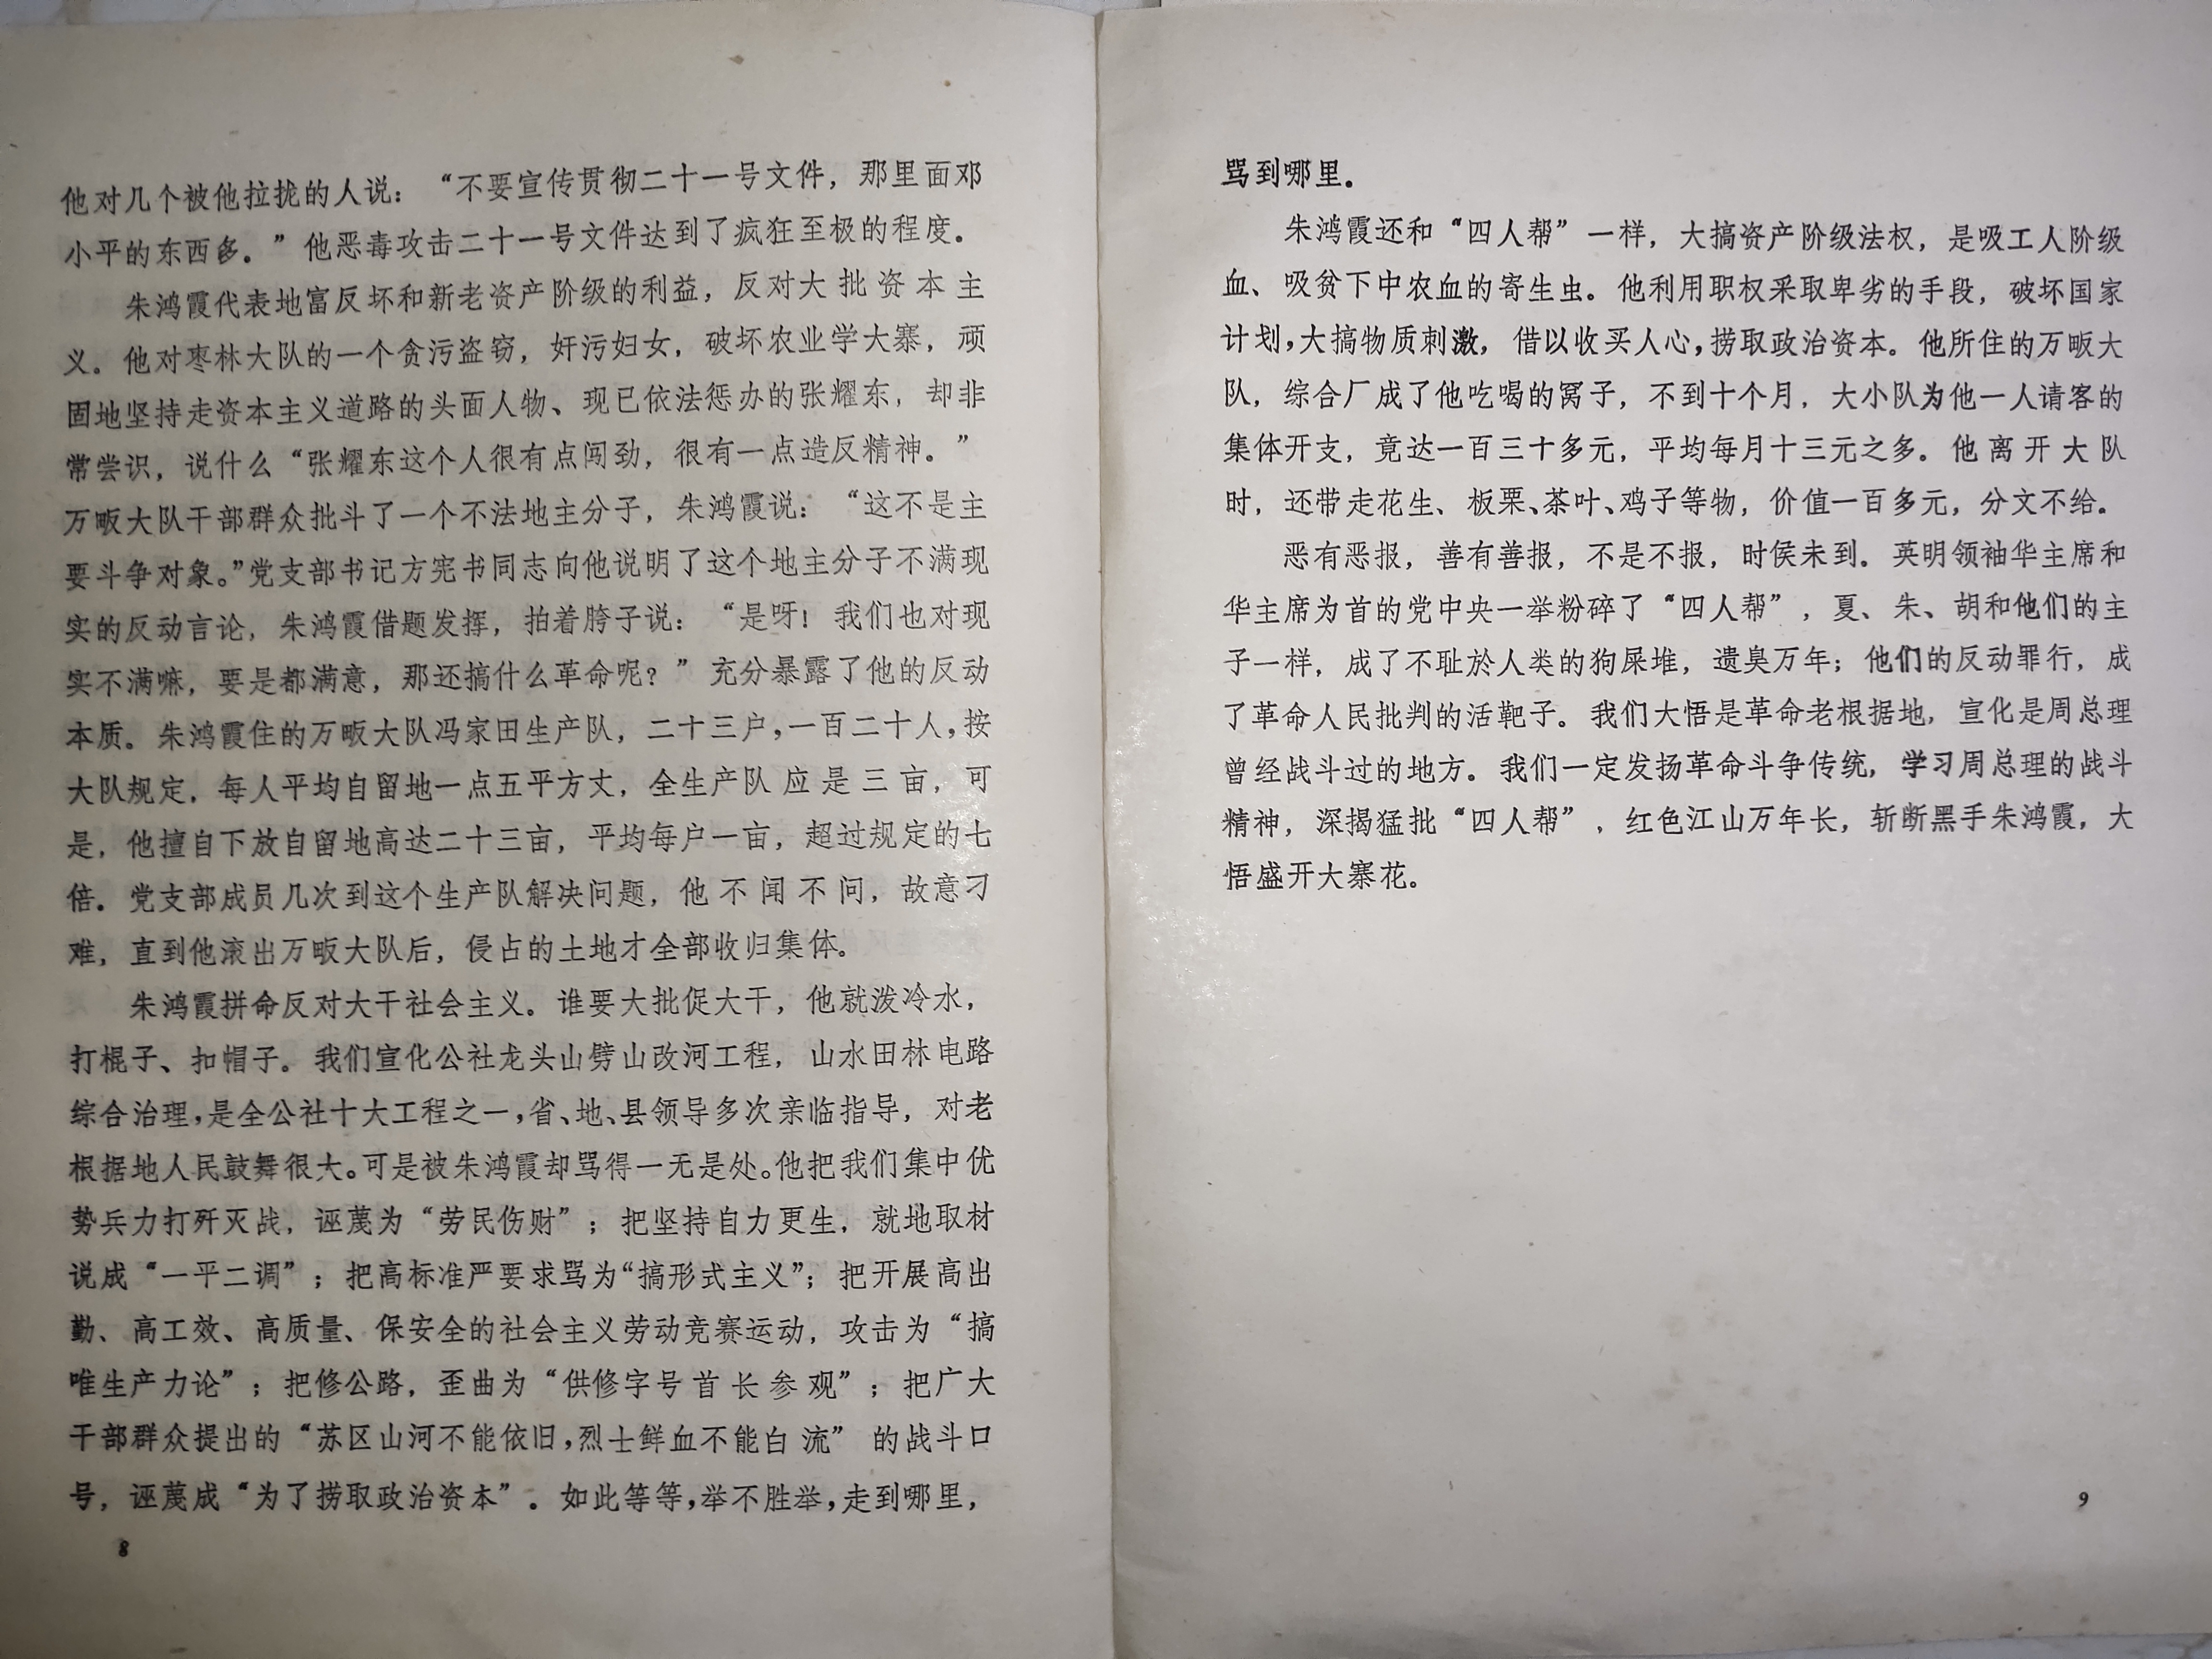 他对几个被他拉拢的人说：“不要宣传贯彻二十一号文件，那里面邓
小平的东西多。”他恶毒攻击二十一号文件达到了疯狂至极的程度。
朱鸿霞代表地富反坏和新老资产阶级的利益，反对大批资本主
义。他对枣林大队的一个贪污盗窃，奸污妇女，破坏农业学大寨，顽
固地坚持走资本主义道路的头面人物、现已依法惩办的张耀东，却非
常尝识，说什么“张耀东这个人很有点闯劲，很有一点造反精神。”
万畈大队干部群众批斗了一个不法地主分子，朱鸿霞说：“这不是主
要斗争对象。”党支部书记方宪书同志向他说明了这个地主分子不满现
实的反动言论，朱鸿霞借题发挥，拍着胯子说：“是呀！我们也对现
实不满嘛，要是都满意，那还搞什么革命呢？”充分暴露了他的反动
本质。朱鸿霞住的万畈大队冯家田生产队，二十三户，一百二十人，按
大队规定，每人平均自留地一点五平方丈，全生产队应是三亩，可
是，他擅自下放自留地高达二十三亩，平均每户一亩，超过规定的七
倍。党支部成员几次到这个生产队解决问题，他不闻不问，故意刁
难，直到他滚出万畈大队后，侵占的土地才全部收归集体。
朱鸿霞拼命反对大干社会主义。谁要大批促大干，他就泼冷水，
打棍子、扣帽子。我们宣化公社龙头山劈山改河工程，山水田林电路
综合治理，是全公社十大工程之一，省、地、县领导多次亲临指导，对老
根据地人民鼓舞很大。可是被朱鸿霞却骂得一无是处。他把我们集中优
势兵力打歼灭战，诬蔑为“劳民伤财”；把坚持自力更生，就地取材
说成“一平二调”；把高标准严要求骂为“搞形式主义”；把开展高出
勤、高工效、高质量、保安全的社会主义劳动竞赛运动，攻击为“搞
唯生产力论”；把修公路，歪曲为“供修字号首长参观”；把广大
干部群众提出的“苏区山河不能依旧，烈士鲜血不能白流”的战斗口
号，诬蔑成“为了捞取政治资本”。如此等等，举不胜举，走到哪里，
8
骂到哪里。
朱鸿霞还和“四人帮”一样，大搞资产阶级法权，是吸工人阶级
血、吸贫下中农血的寄生虫。他利用职权采取卑劣的手段，破坏国家
计划，大搞物质刺激，借以收买人心，捞取政治资本。他所住的万畈大
队，综合厂成了他吃喝的窝子，不到十个月，大小队为他一人请客的
集体开支，竟达一百三十多元，平均每月十三元之多。他离开大队
时，还带走花生、板栗、茶叶、鸡子等物，价值一百多元，分文不给。
恶有恶报，善有善报，不是不报，时侯未到。英明领袖华主席和
华主席为首的党中央一举粉碎了“四人帮”，夏、朱、胡和他们的主
子一样，成了不耻於人类的狗屎堆，遗臭万年；他们的反动罪行，成
了革命人民批判的活靶子。我们大悟是革命老根据地，宣化是周总理
曾经战斗过的地方。我们一定发扬革命斗争传统，学习周总理的战斗
精神，深揭猛批“四人帮”，红色江山万年长，斩断黑手朱鸿霞，大
悟盛开大寨花。
9